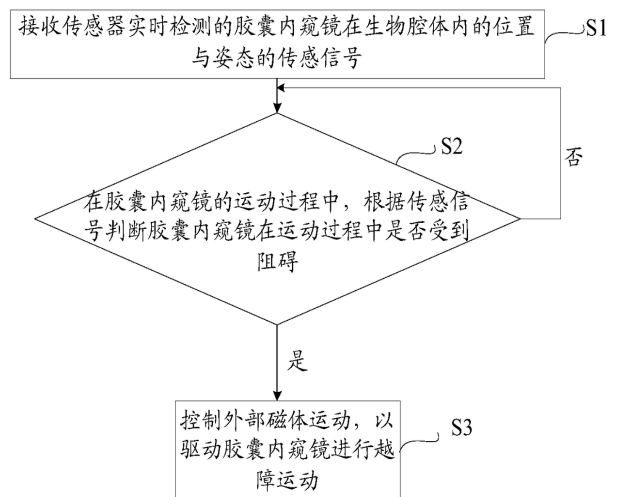 接收传感器实时检测的胶囊内窥镜在生物腔体内的位置
与姿态的传感信号
S1
S2
否
在胶囊内窥镜的运动过程中，根据传感信
号判断胶囊内窥镜在运动过程中是否受到
阻碍
是
控制外部磁体运动，以
驱动胶囊内窥镜进行越
障运动
S3